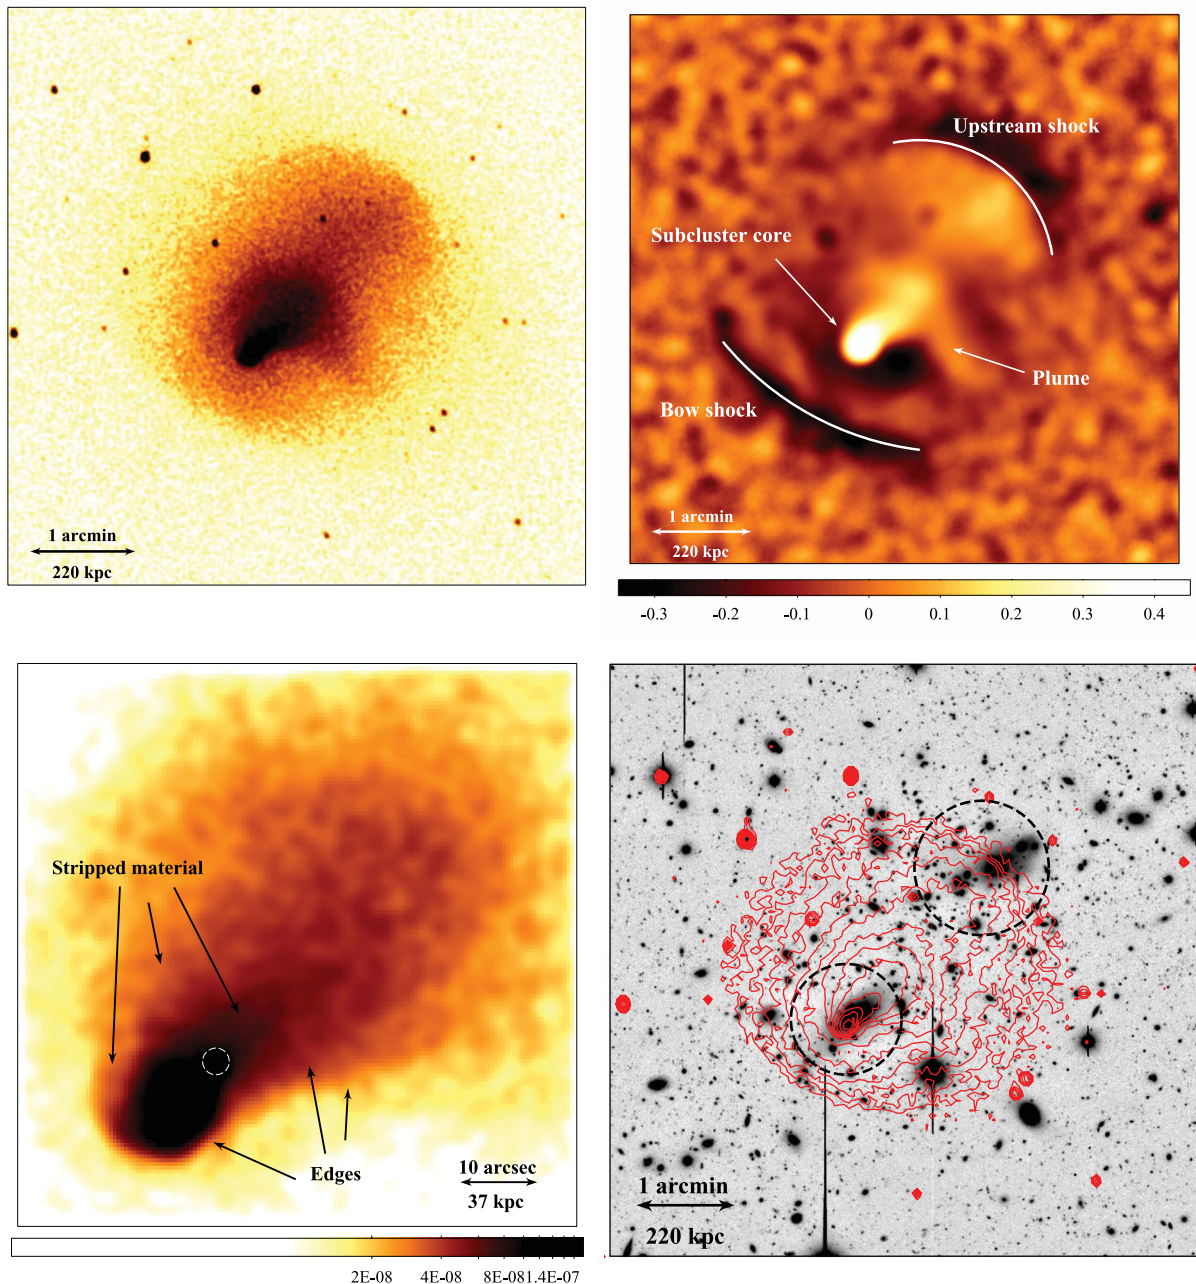 1 arcmin
220 kpc
Upstream shock
Subcluster core
Plume
Bow shock
1 arcmin
220 kpc
-0.3 -0.2 -0.1 0 0.1 0.2 0.3 0.4
Stripped material
Edges
10 arcsec
37 kpc
2E-08 4E-08 8E-08 1.4E-07
1 arcmin
220 kpc